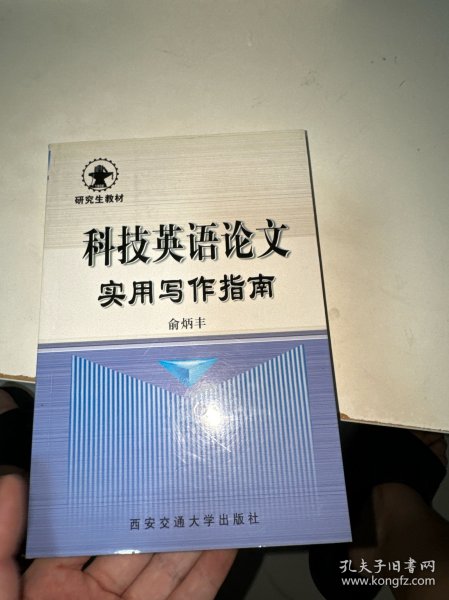 研究生教材
科技英语论文
实用写作指南
俞炳丰
西安交通大学出版社
孔夫子旧书网
www.kongfz.com